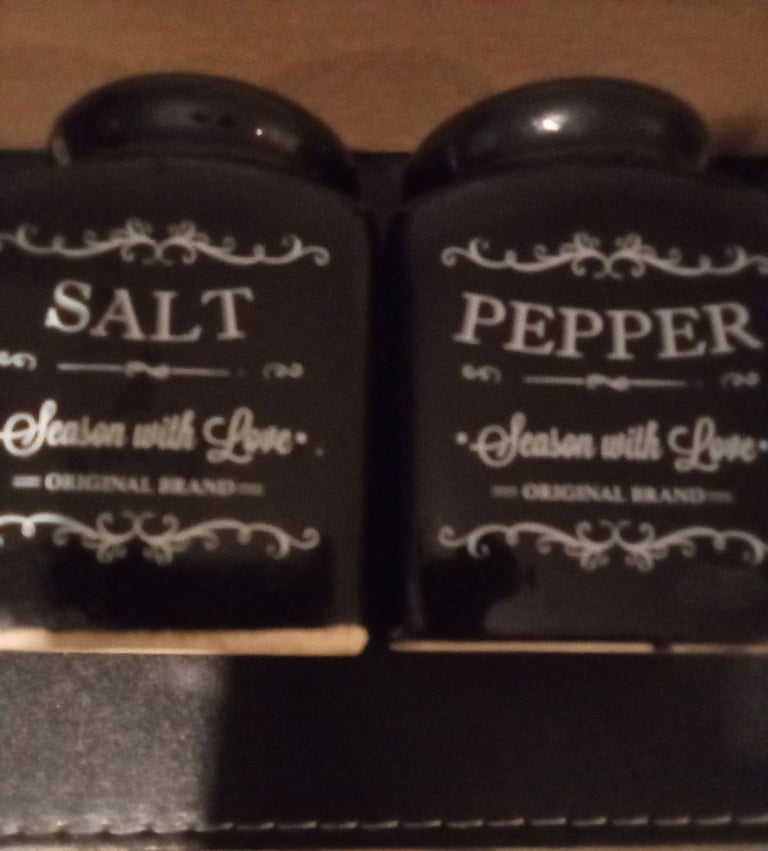 SALT
Season with Love
ORIGINAL BRAND
PEPPER
Season with Love
ORIGINAL BRAND